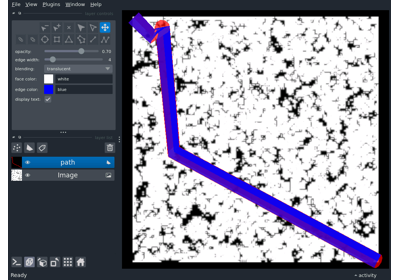 File View Plugins Window Help
opacity: 0.70
edge width: 4
blending: translucent
face color: white
edge color: blue
display text: ✓
path
Image
Ready activity